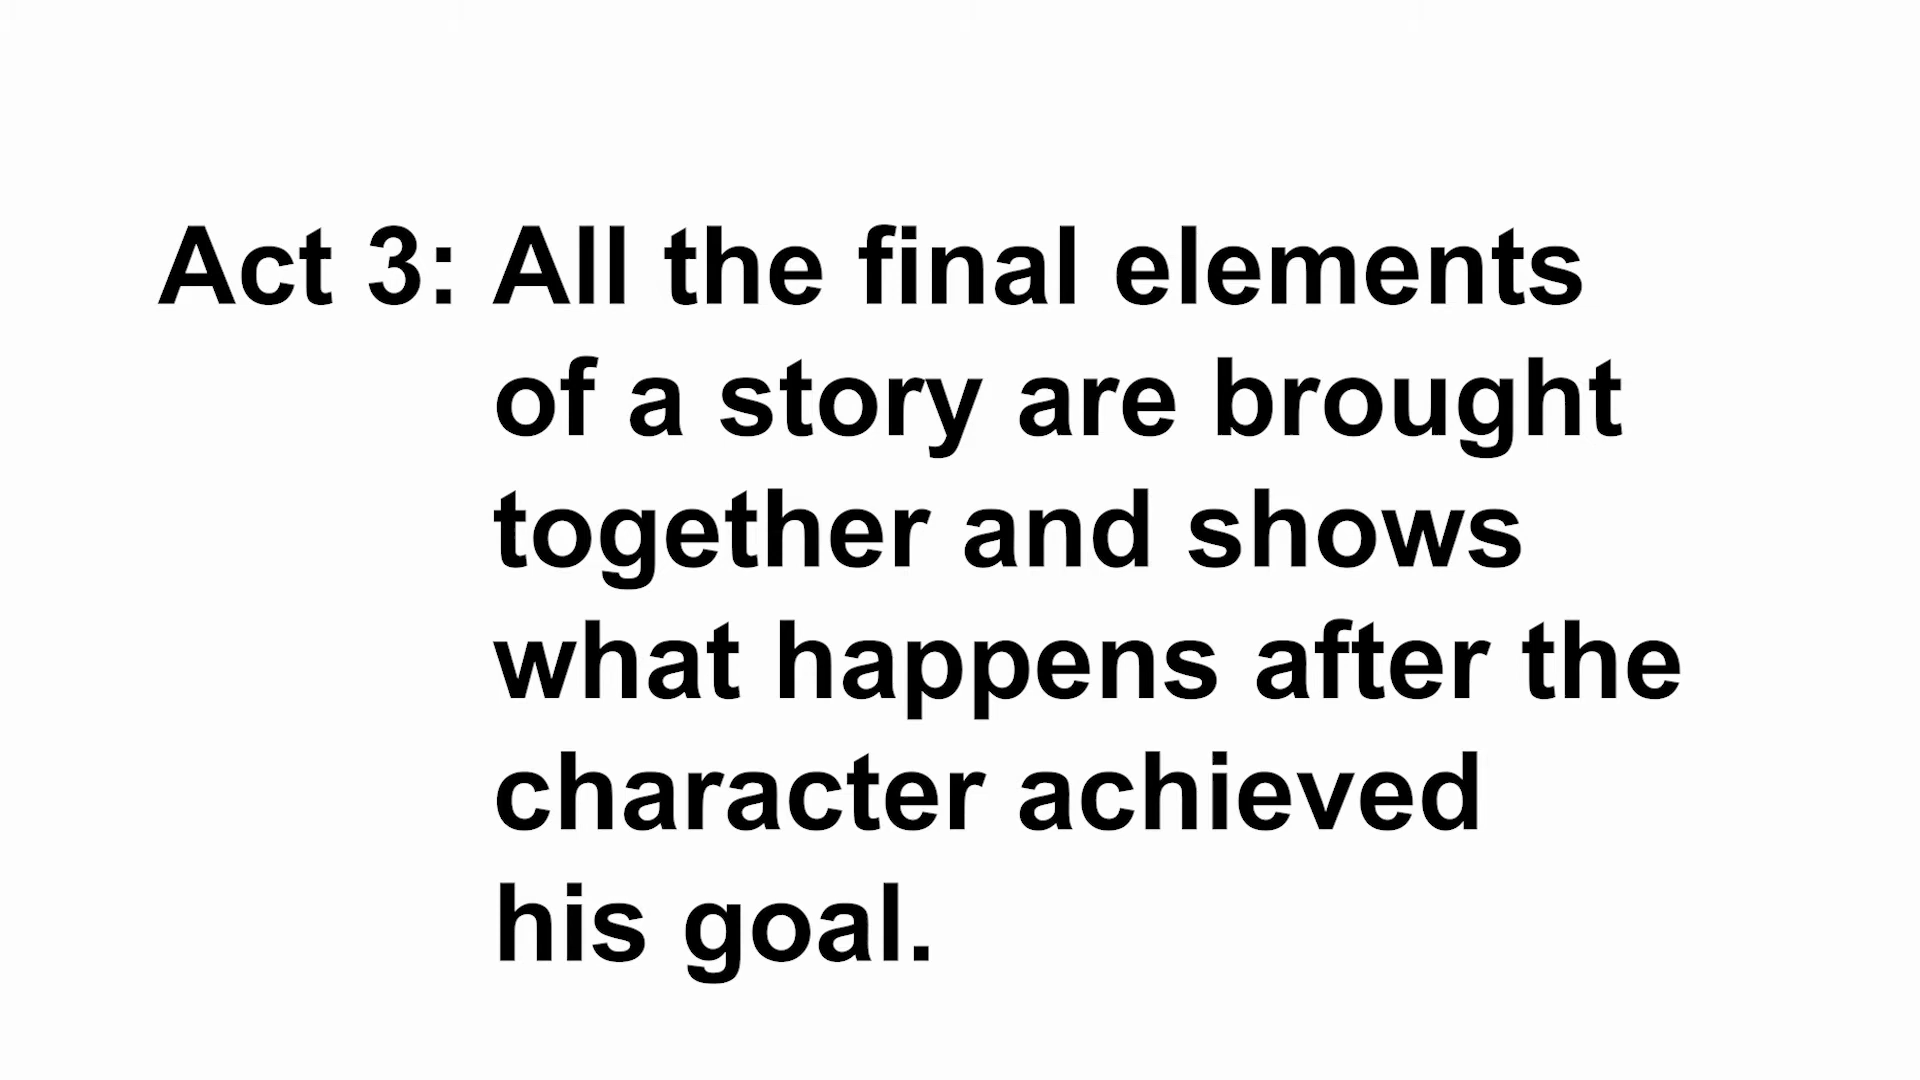 Act 3: All the final elements
of a story are brought
together and shows
what happens after the
character achieved
his goal.